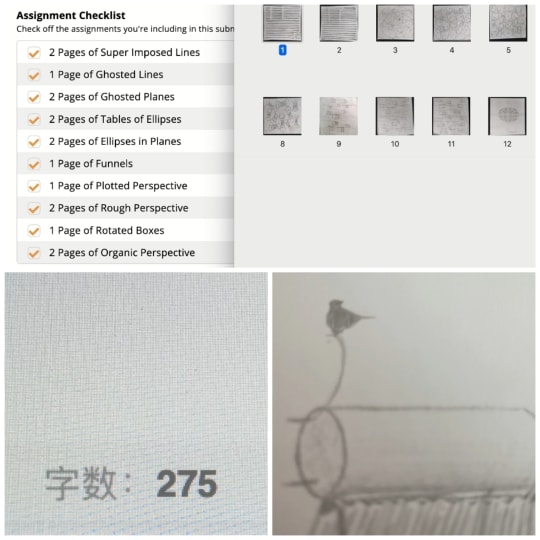 Assignment Checklist
Check off the assignments you're including in this subm
2 Pages of Super Imposed Lines
1 Page of Ghosted Lines
2 Pages of Ghosted Planes
2 Pages of Tables of Ellipses
2 Pages of Ellipses in Planes
1 Page of Funnels
1 Page of Plotted Perspective
2 Pages of Rough Perspective
1 Page of Rotated Boxes
2 Pages of Organic Perspective
1 2 3 4 5
8 9 10 11 12
字数：275